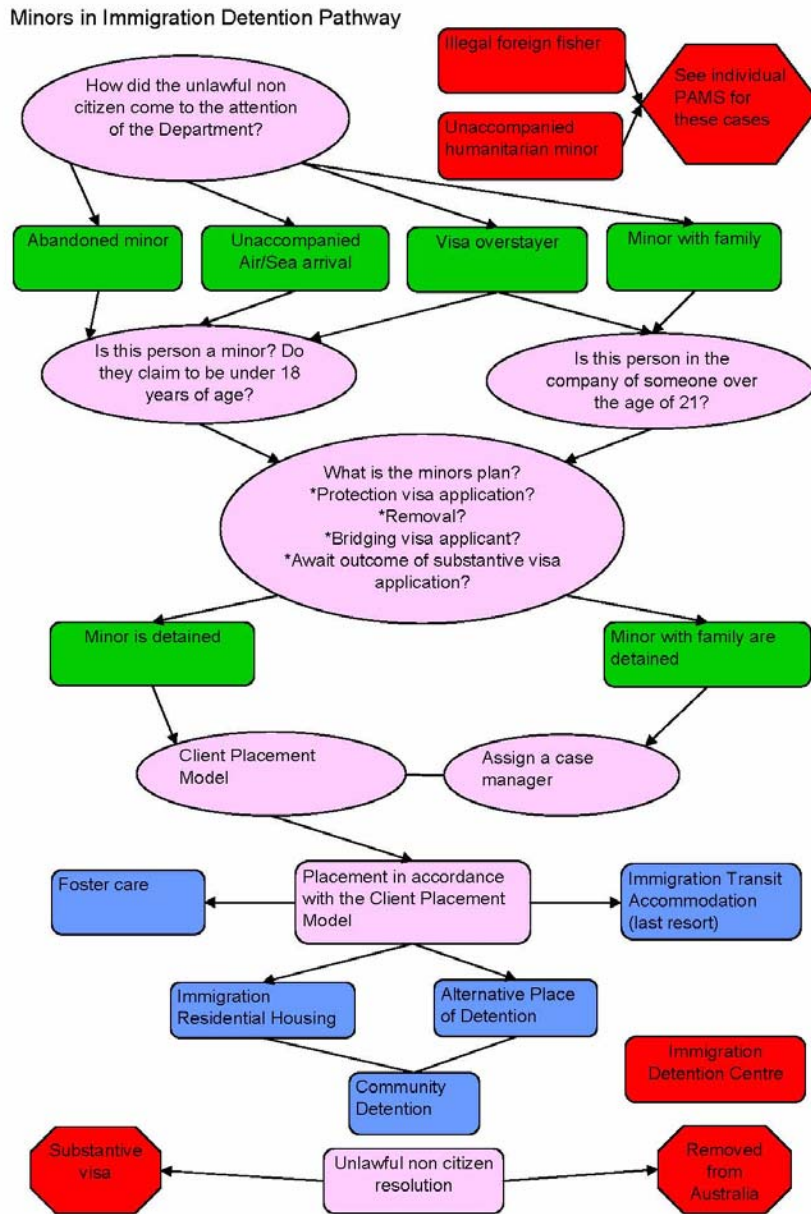 Minors in Immigration Detention Pathway
Illegal foreign fisher
See individual
PAMS for
these cases
Unaccompanied
humanitarian minor
How did the unlawful non
citizen come to the attention
of the Department?
Abandoned minor
Unaccompanied
Air/Sea arrival
Visa overstayer
Minor with family
Is this person a minor? Do
they claim to be under 18
years of age?
Is this person in the
company of someone over
the age of 21?
What is the minors plan?
*Protection visa application?
*Removal?
*Bridging visa applicant?
*Await outcome of substantive visa
application?
Minor is detained
Minor with family are
detained
Client Placement
Model
Assign a case
manager
Foster care
Placement in accordance
with the Client Placement
Model
Immigration Transit
Accommodation
(last resort)
Immigration
Residential Housing
Alternative Place
of Detention
Community
Detention
Immigration
Detention Centre
Substantive
visa
Unlawful non citizen
resolution
Removed
from
Australia